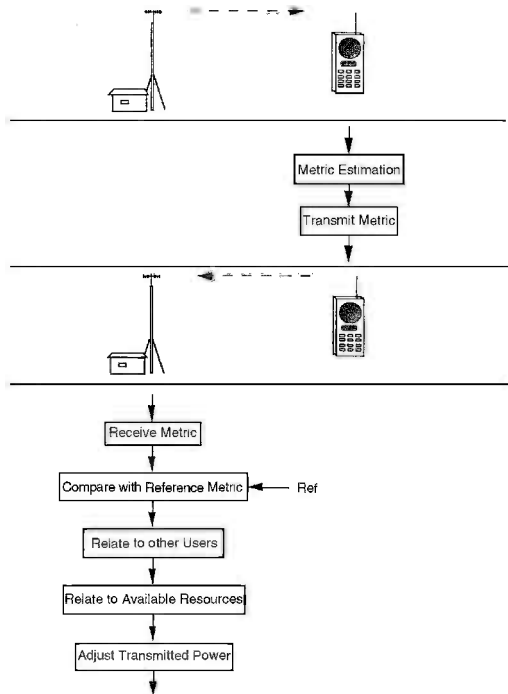 Metric Estimation
Transmit Metric
Receive Metric
Compare with Reference Metric
Ref
Relate to other Users
Relate to Available Resources
Adjust Transmitted Power